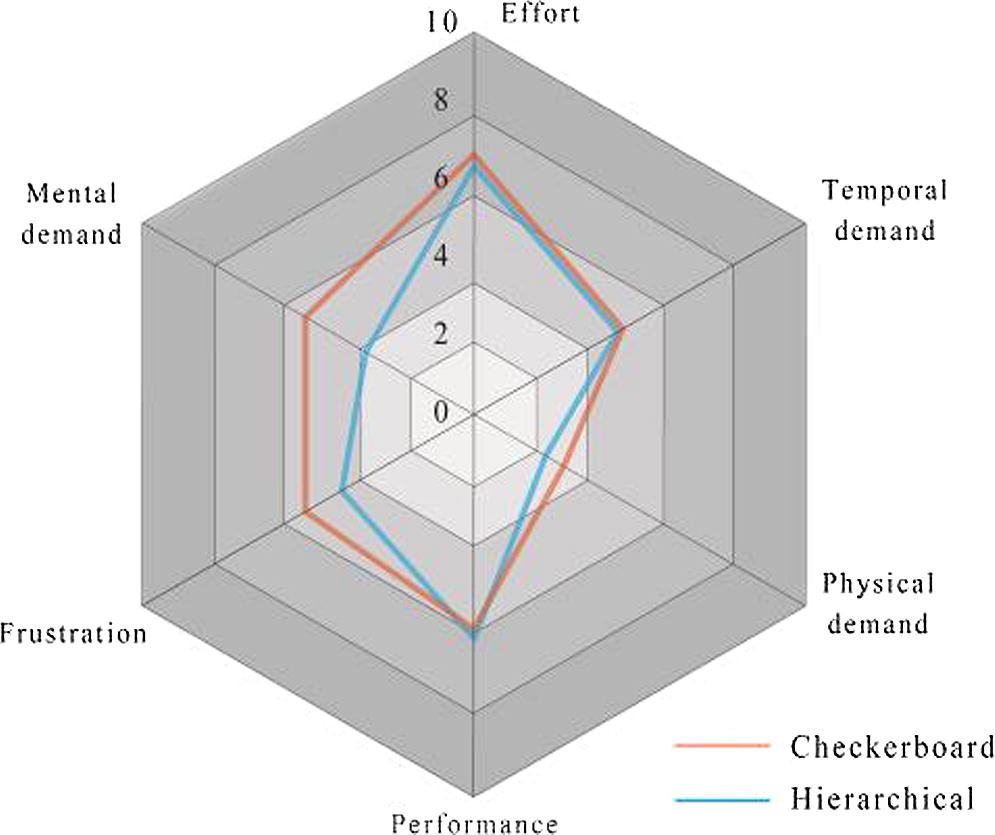 10
Effort
8
6
4
2
0
Temporal
demand
Physical
demand
Performance
Frustration
Mental
demand
Checkerboard
Hierarchical